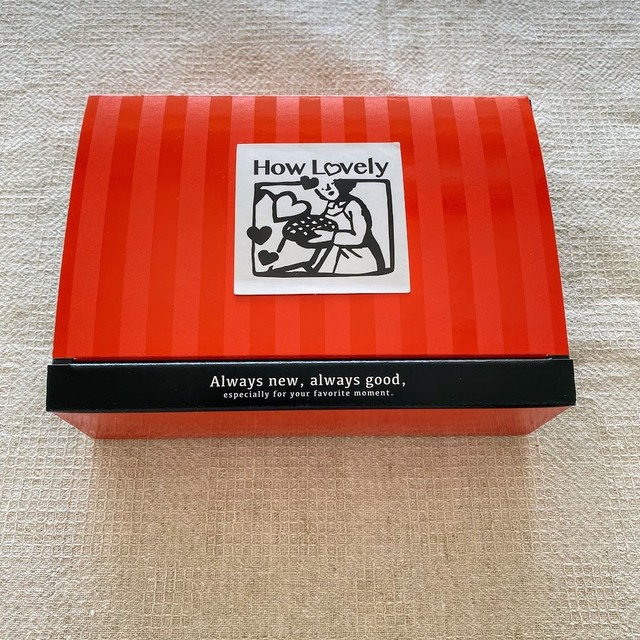 How Lovely
Always new, always good,
especially for your favorite moment.